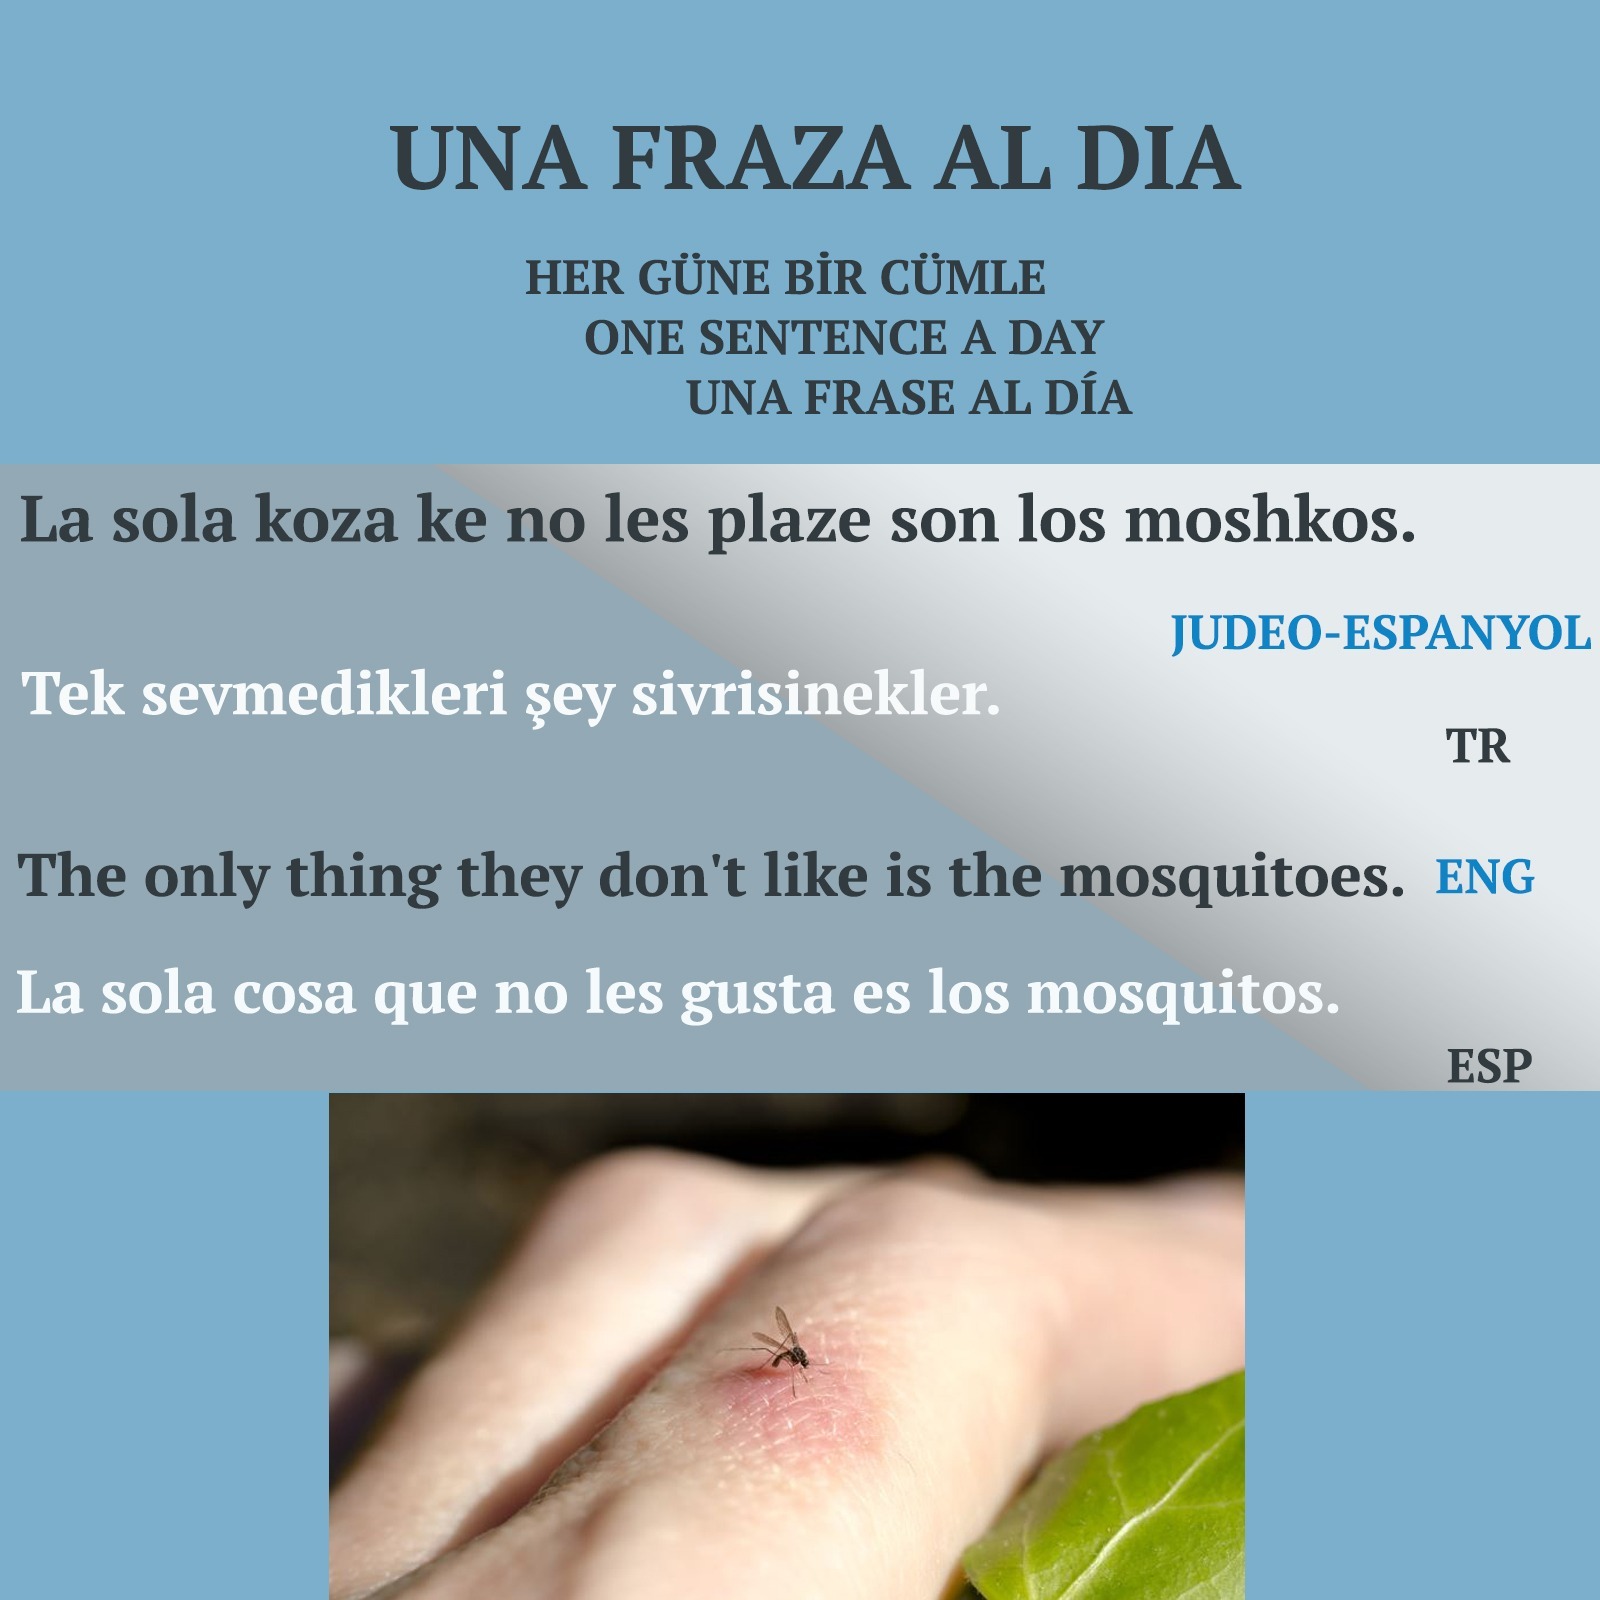 UNA FRAZA AL DIA
HER GÜNE BİR CÜMLE
ONE SENTENCE A DAY
UNA FRASE AL DÍA
La sola koza ke no les plaze son los moshkos.
JUDEO-ESPANYOL
Tek sevmedikleri şey sivrisinekler.
TR
The only thing they don't like is the mosquitoes.
ENG
La sola cosa que no les gusta es los mosquitos.
ESP